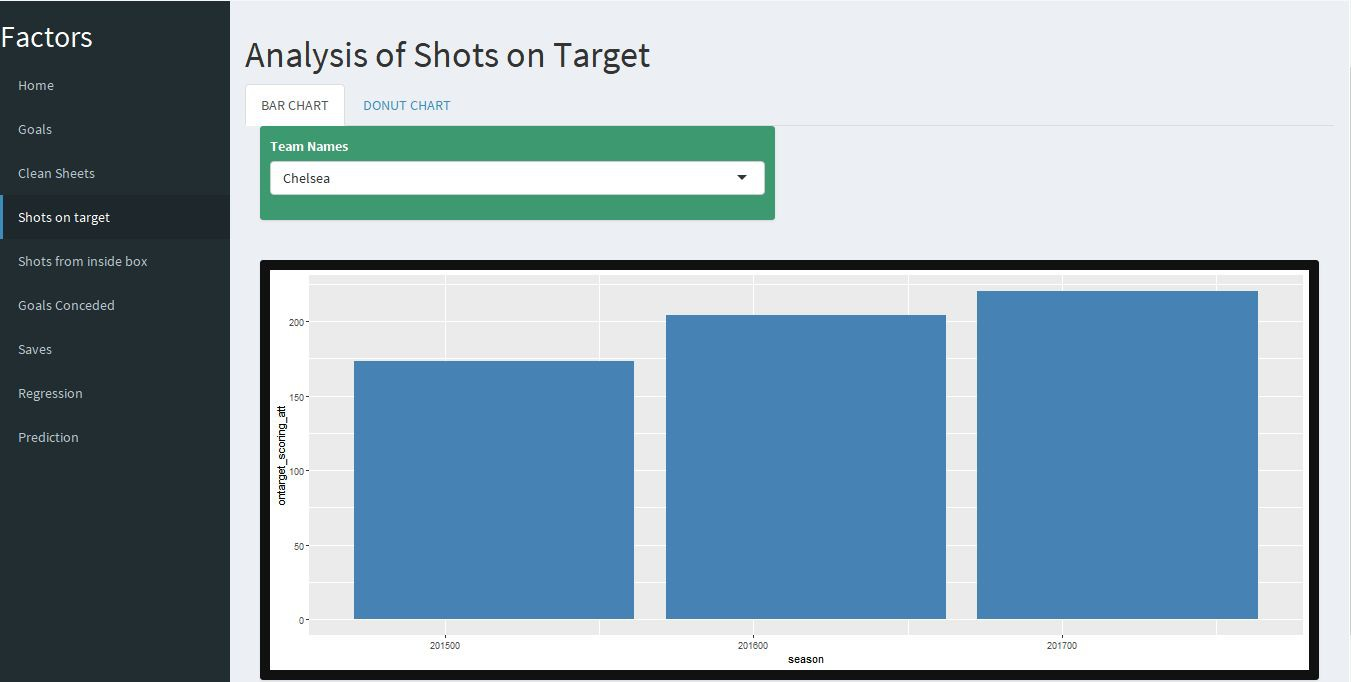 Factors
Home
Goals
Clean Sheets
Shots on target
Shots from inside box
Goals Conceded
Saves
Regression
Prediction
Analysis of Shots on Target
BAR CHART DONUT CHART
Team Names
Chelsea
ontarget_scoring_att
200
150
100
50
0
201500 201600 201700
season